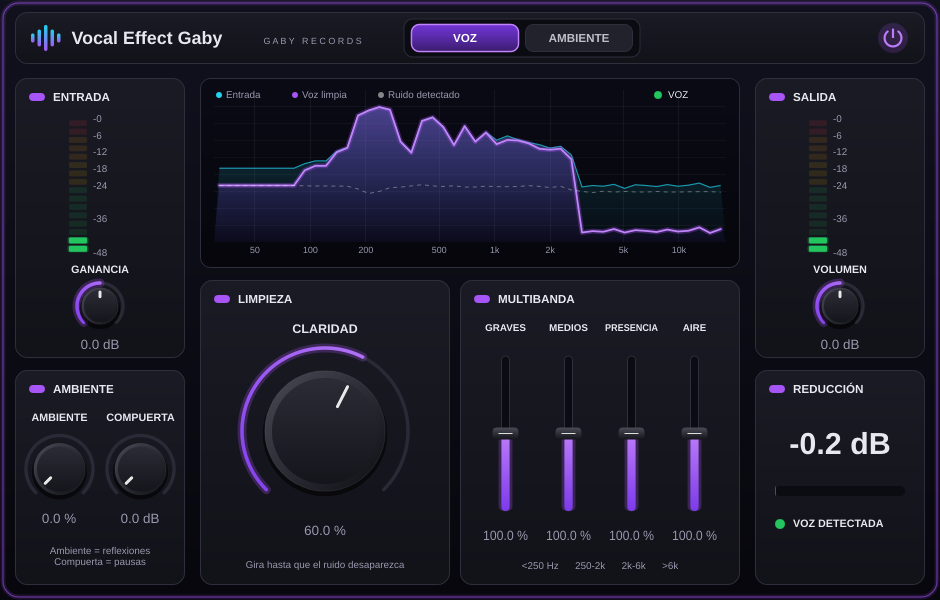 Vocal Effect Gaby
GABY RECORDS
VOZ
AMBIENTE
ENTRADA
-0
-6
-12
-18
-24
-36
-48
GANANCIA
0.0 dB
Entrada
Voz limpia
Ruido detectado
VOZ
50 100 200 500 1k 2k 5k 10k
SALIDA
-0
-6
-12
-18
-24
-36
-48
VOLUMEN
0.0 dB
AMBIENTE
AMBIENTE COMPUERTA
0.0 % 0.0 dB
Ambiente = reflexiones
Compuerta = pausas
LIMPIEZA
CLARIDAD
60.0 %
Gira hasta que el ruido desaparezca
MULTIBANDA
GRAVES MEDIOS PRESENCIA AIRE
100.0 % 100.0 % 100.0 % 100.0 %
<250 Hz 250-2k 2k-6k >6k
REDUCCIÓN
-0.2 dB
VOZ DETECTADA